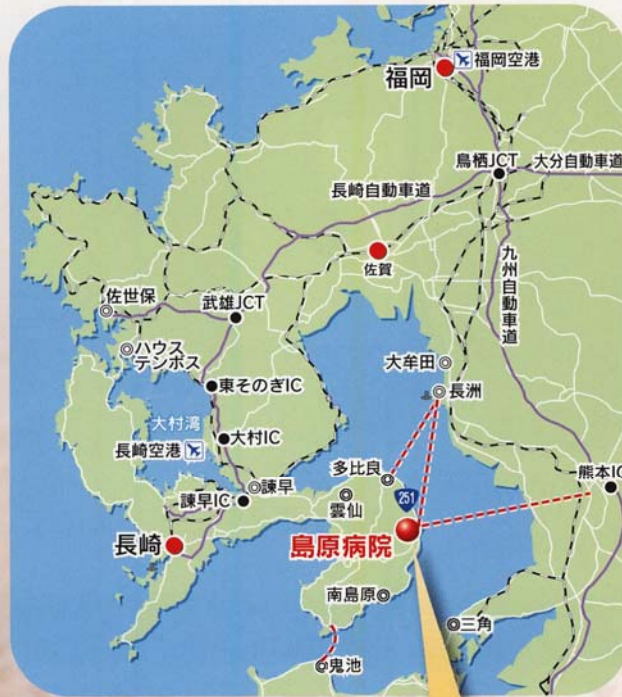 福岡
福岡空港
鳥栖JCT
大分自動車道
長崎自動車道
九州自動車道
佐賀
佐世保
武雄JCT
ハウス
テンボス
大牟田
長洲
東そのぎIC
大村湾
大村IC
長崎空港
多比良
熊本IC
諫早
諫早IC
雲仙
251
長崎
島原病院
南島原
三角
鬼池